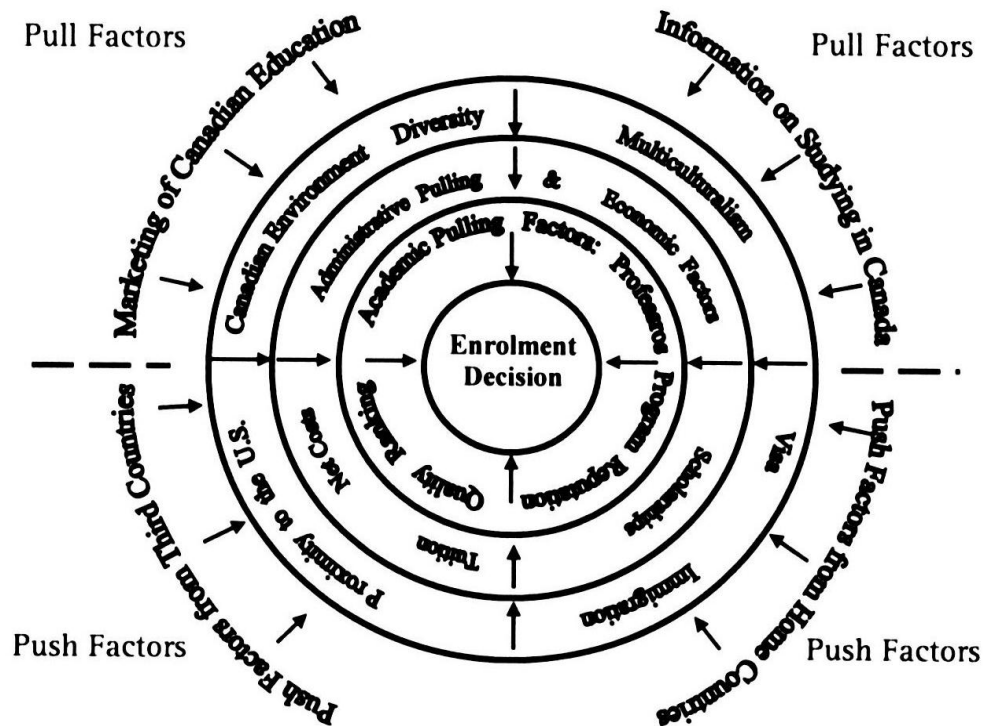 Pull Factors
Pull Factors
Marketing of Canadian Education
Information on Studying in Canada
Canadian Environment Diversity Multiculturalism
Visa
Immigration
Proximity to the U.S.
Administrative Pulling & Economic Factors
Scholarships
Tuition
Net Costs
Academic Pulling Factors: Professros
Program Reputation
Quality Ranking
Enrolment
Decision
Push Factors from Third Countries
Push Factors from Home Countries
Push Factors
Push Factors